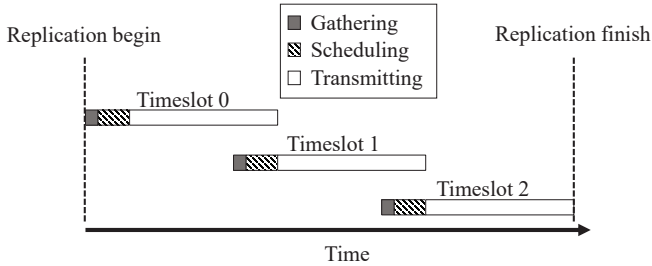 Gathering
Scheduling
Transmitting
Replication begin
Replication finish
Timeslot 0
Timeslot 1
Timeslot 2
Time